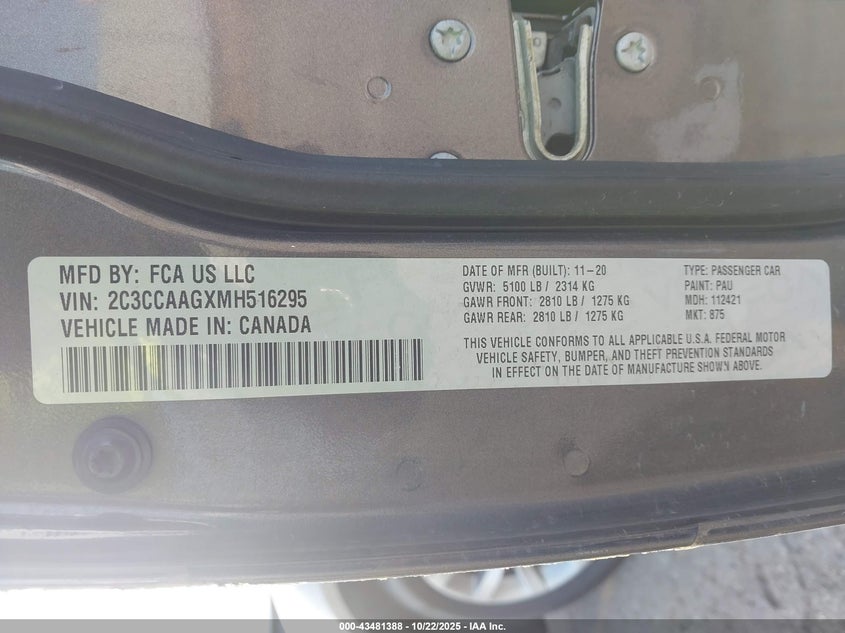 MFD BY: FCA US LLC
VIN: 2C3CCAAGXMH516295
VEHICLE MADE IN: CANADA
DATE OF MFR (BUILT): 11-20
GVWR: 5100 LB / 2314 KG
GAWR FRONT: 2810 LB / 1275 KG
GAWR REAR: 2810 LB / 1275 KG
TYPE: PASSENGER CAR
PAINT: PAU
MDH: 112421
MKT: 875
THIS VEHICLE CONFORMS TO ALL APPLICABLE U.S.A. FEDERAL MOTOR
VEHICLE SAFETY, BUMPER, AND THEFT PREVENTION STANDARDS
IN EFFECT ON THE DATE OF MANUFACTURE SHOWN ABOVE.
000-43481388 - 10/22/2025 - IAA Inc.